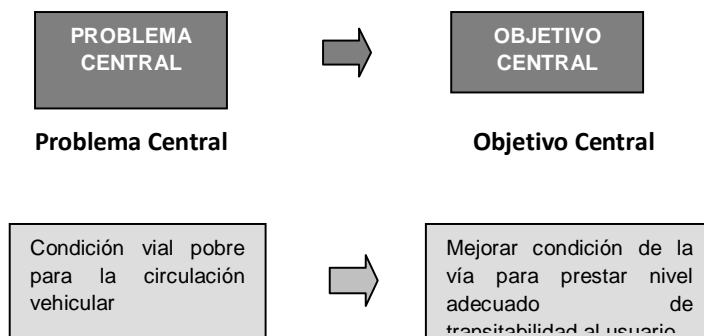 PROBLEMA
CENTRAL
OBJETIVO
CENTRAL
Problema Central
Objetivo Central
Condición vial pobre
para la circulación
vehicular
Mejorar condición de la
vía para prestar nivel
adecuado de
transitabilidad al usuario